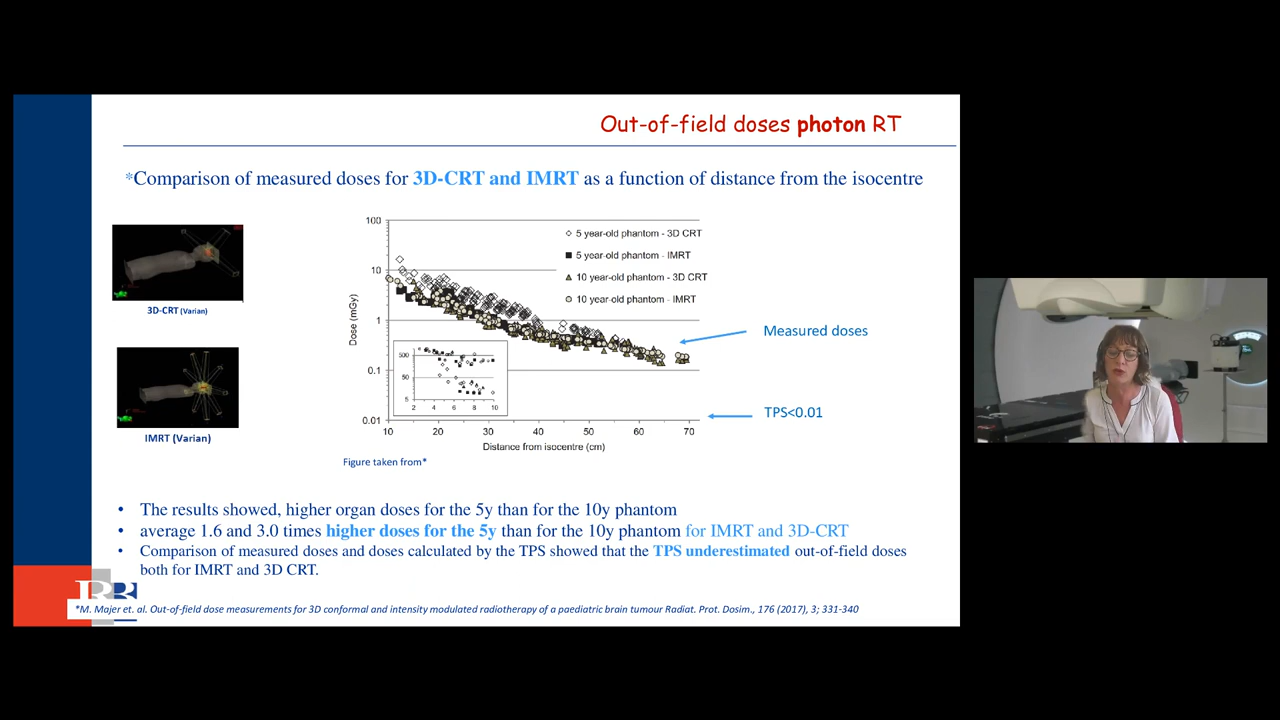 Out-of-field doses photon RT
*Comparison of measured doses for 3D-CRT and IMRT as a function of distance from the isocentre
3D-CRT (Varian)
IMRT (Varian)
100
10
1
0.1
0.01
Dose (mGy)
5 year-old phantom - 3D CRT
5 year-old phantom - IMRT
10 year-old phantom - 3D CRT
10 year-old phantom - IMRT
500
50
5
2 4 6 8 10
10 20 30 40 50 60 70
Distance from isocentre (cm)
Measured doses
TPS<0.01
Figure taken from*
• The results showed, higher organ doses for the 5y than for the 10y phantom
• average 1.6 and 3.0 times higher doses for the 5y than for the 10y phantom for IMRT and 3D-CRT
• Comparison of measured doses and doses calculated by the TPS showed that the TPS underestimated out-of-field doses
both for IMRT and 3D CRT.
*M. Majer et. al. Out-of-field dose measurements for 3D conformal and intensity modulated radiotherapy of a paediatric brain tumour Radiat. Prot. Dosim., 176 (2017), 3; 331-340